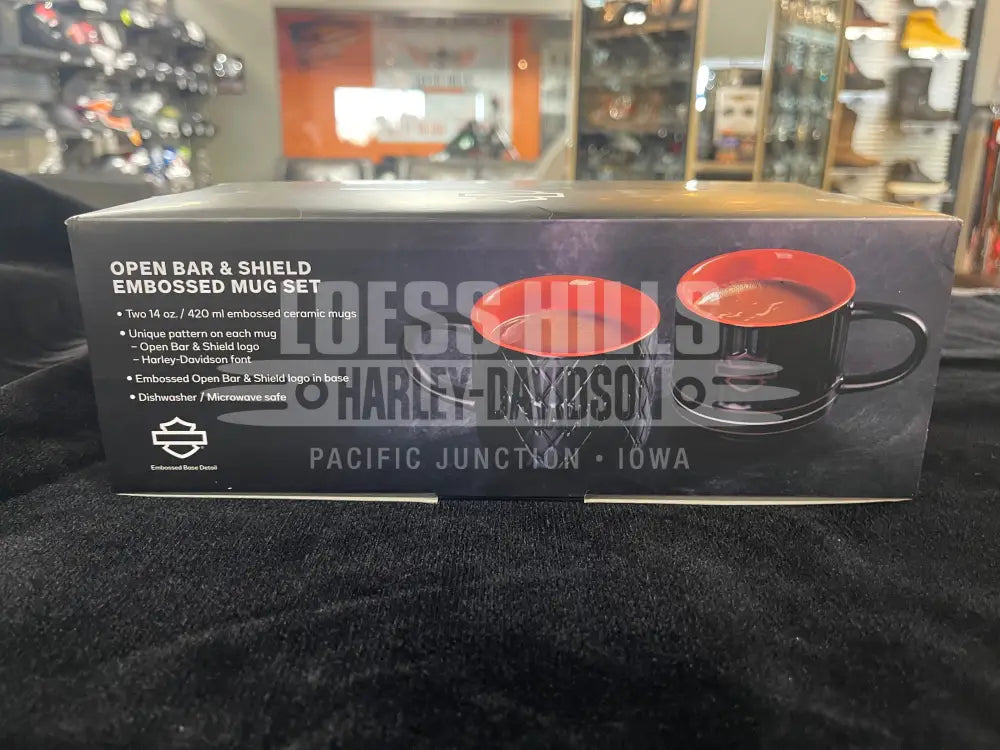 OPEN BAR & SHIELD
EMBOSSED MUG SET
• Two 14 oz. / 420 ml embossed ceramic mugs
• Unique pattern on each mug
– Open Bar & Shield logo
– Harley-Davidson font
• Embossed Open Bar & Shield logo in base
• Dishwasher / Microwave safe
Embossed Base Detail
LOESS HILLS
HARLEY-DAVIDSON
PACIFIC JUNCTION • IOWA